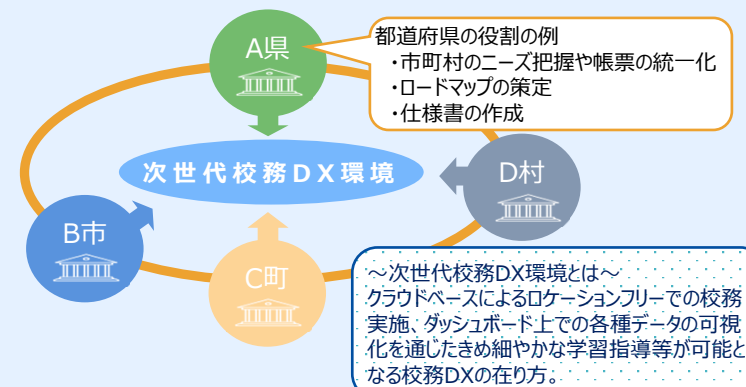 A県
都道府県の役割の例
・市町村のニーズ把握や帳票の統一化
・ロードマップの策定
・仕様書の作成
次世代校務DX環境
D村
B市
C町
～次世代校務DX環境とは～
クラウドベースによるロケーションフリーでの校務
実施、ダッシュボード上での各種データの可視
化を通じたきめ細やかな学習指導等が可能と
なる校務DXの在り方。